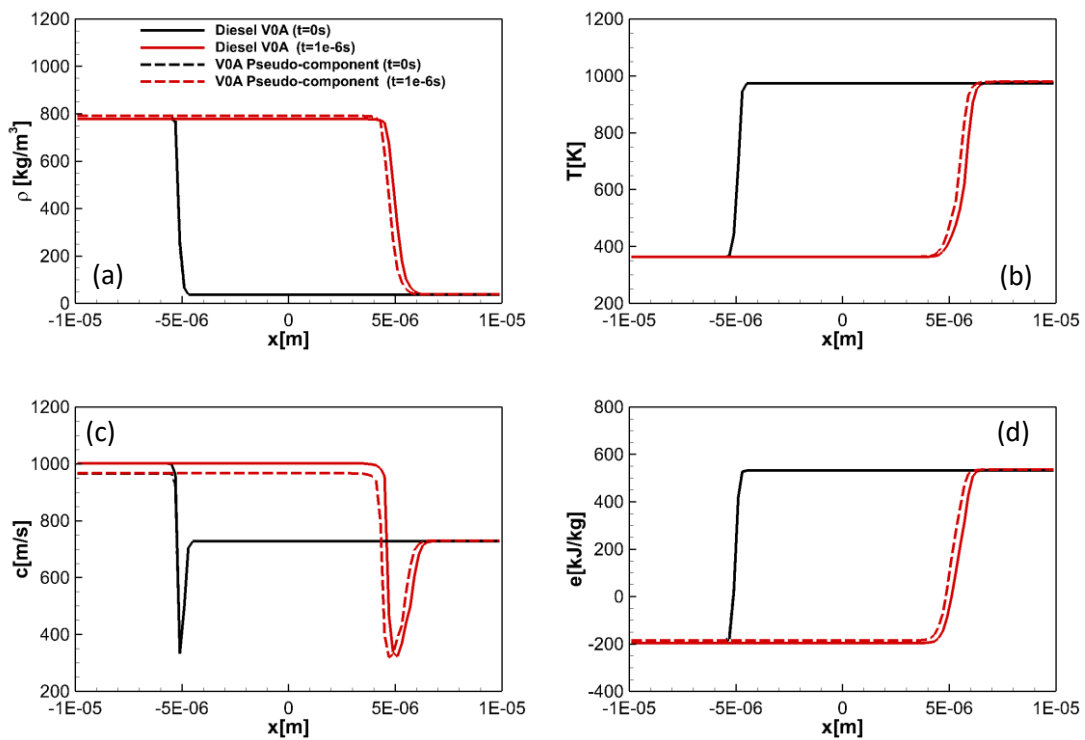 1200
1000
800
600
400
200
0
ρ [kg/m³]
Diesel V0A (t=0s)
Diesel V0A (t=1e-6s)
V0A Pseudo-component (t=0s)
V0A Pseudo-component (t=1e-6s)
(a)
-1E-05 -5E-06 0 5E-06 1E-05
x[m]
1200
1000
800
600
400
200
T[K]
(b)
-1E-05 -5E-06 0 5E-06 1E-05
x[m]
1200
1000
800
600
400
200
c[m/s]
(c)
-1E-05 -5E-06 0 5E-06 1E-05
x[m]
800
600
400
200
0
-200
-400
e[kJ/kg]
(d)
-1E-05 -5E-06 0 5E-06 1E-05
x[m]